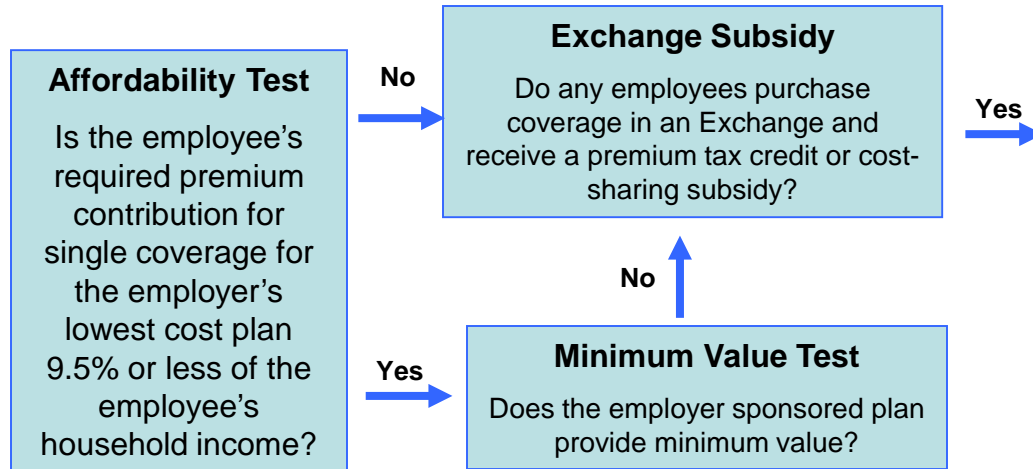 Affordability Test
Is the employee’s
required premium
contribution for
single coverage for
the employer’s
lowest cost plan
9.5% or less of the
employee’s
household income?
No
Exchange Subsidy
Do any employees purchase
coverage in an Exchange and
receive a premium tax credit or cost-
sharing subsidy?
Yes
No
Yes
Minimum Value Test
Does the employer sponsored plan
provide minimum value?